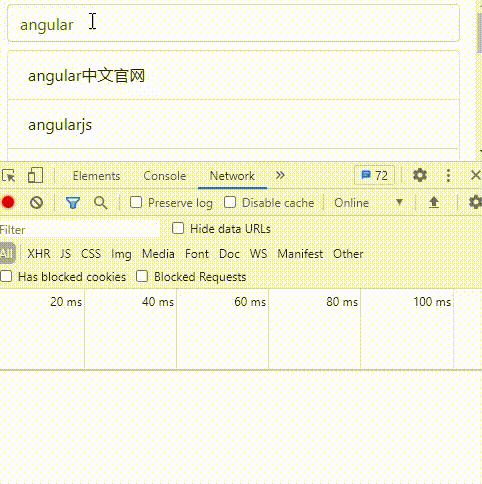 angular
angular中文官网
angularjs
Elements Console Network » 72
Preserve log Disable cache Online
Filter Hide data URLs
All XHR JS CSS Img Media Font Doc WS Manifest Other
Has blocked cookies Blocked Requests
20 ms 40 ms 60 ms 80 ms 100 ms